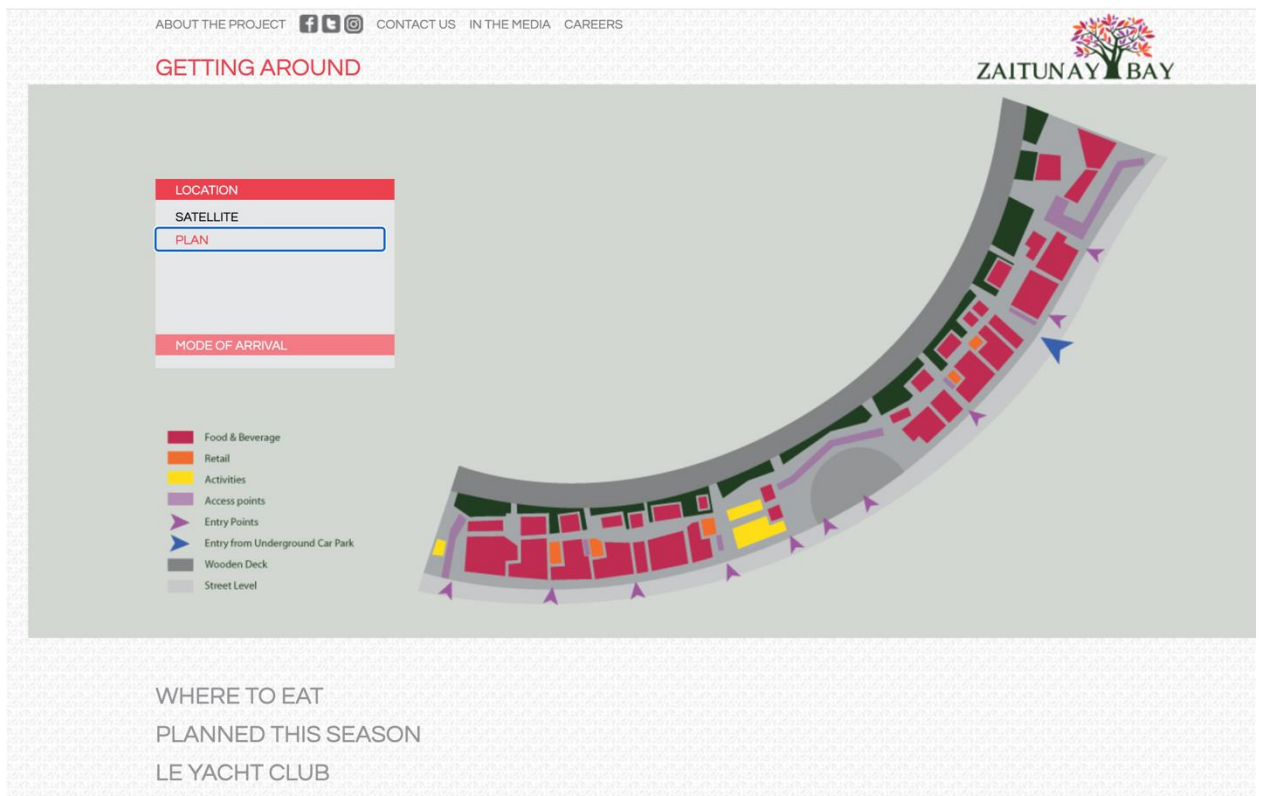 ABOUT THE PROJECT CONTACT US IN THE MEDIA CAREERS
GETTING AROUND
ZAITUNAY BAY
LOCATION
SATELLITE
PLAN
MODE OF ARRIVAL
Food & Beverage
Retail
Activities
Access points
Entry Points
Entry from Underground Car Park
Wooden Deck
Street Level
WHERE TO EAT
PLANNED THIS SEASON
LE YACHT CLUB